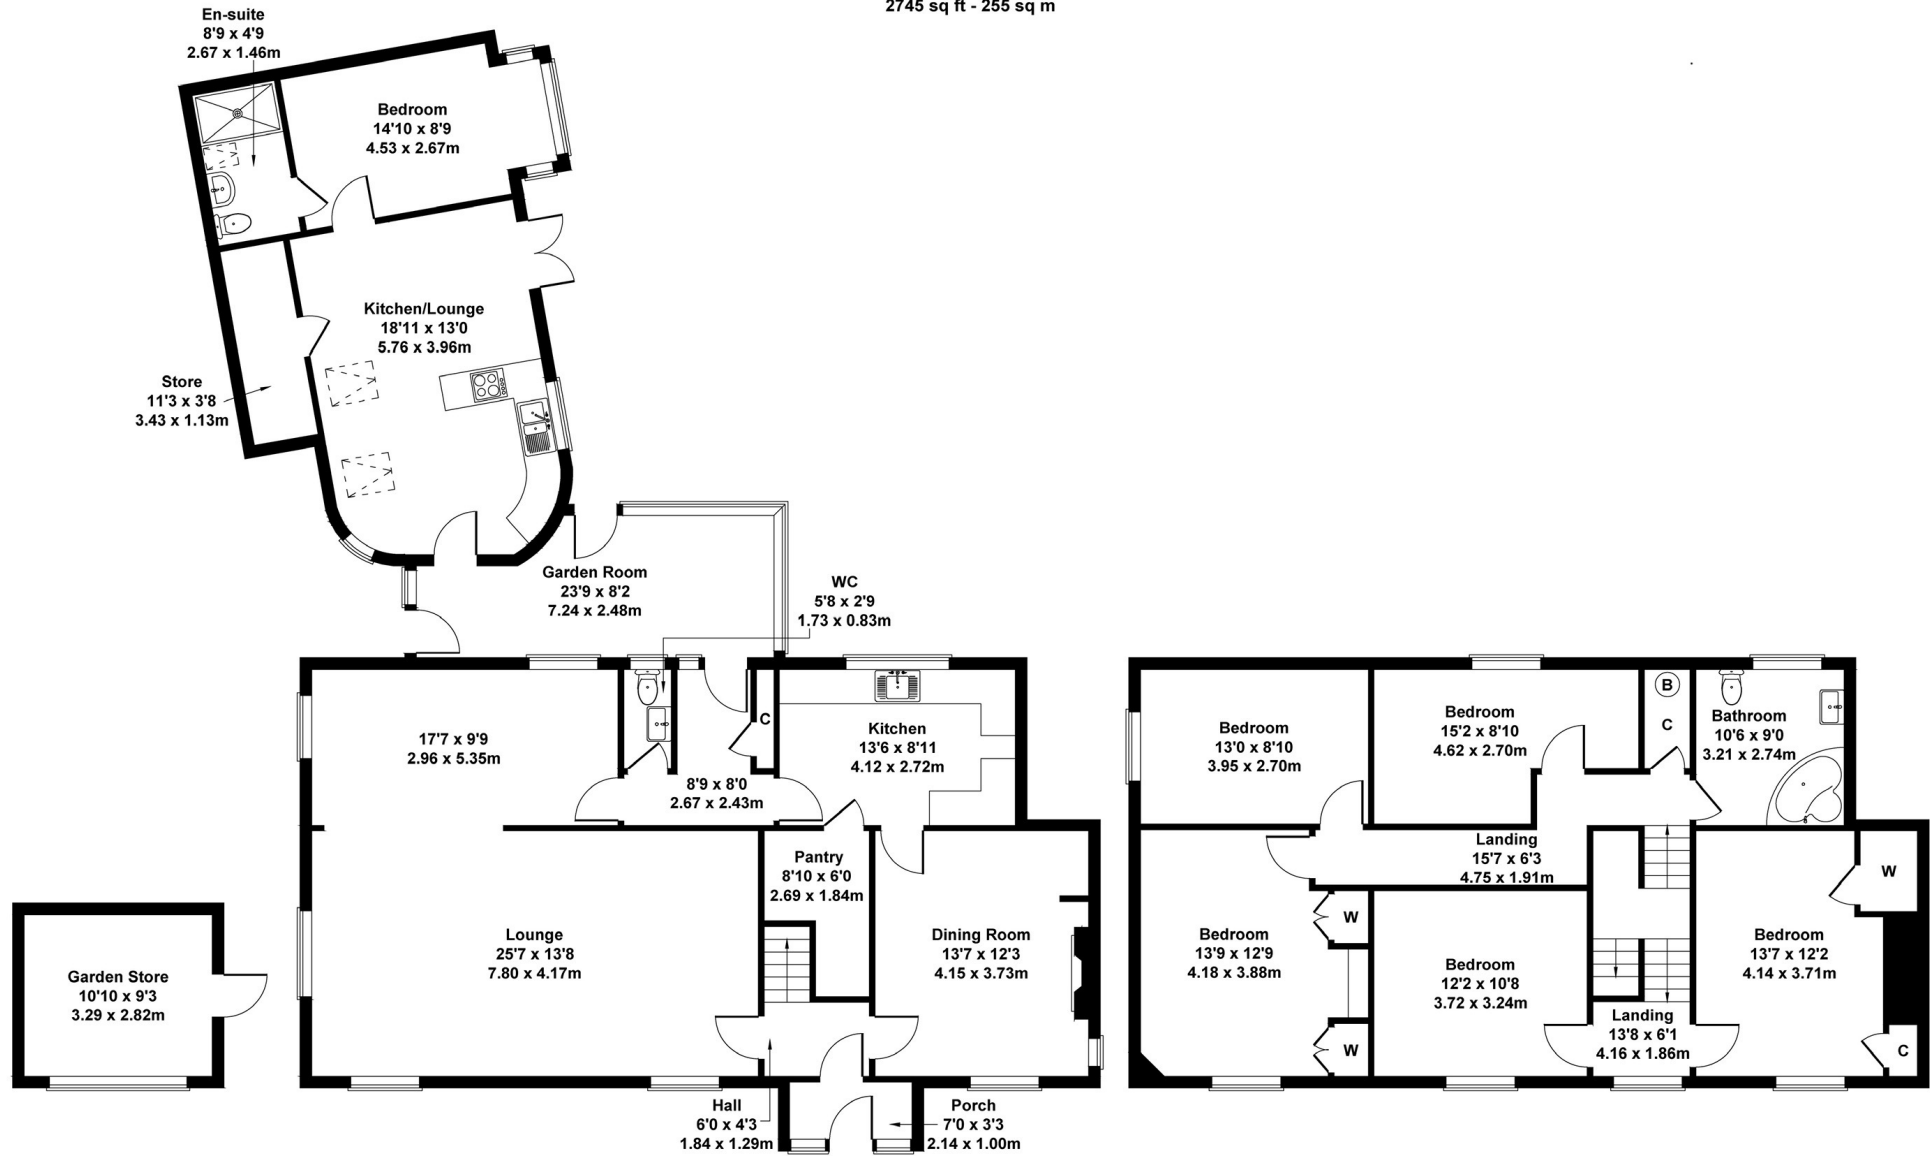 2745 sq ft - 255 sq m
En-suite
8'9 x 4'9
2.67 x 1.46m
Bedroom
14'10 x 8'9
4.53 x 2.67m
Kitchen/Lounge
18'11 x 13'0
5.76 x 3.96m
Store
11'3 x 3'8
3.43 x 1.13m
Garden Room
23'9 x 8'2
7.24 x 2.48m
WC
5'8 x 2'9
1.73 x 0.83m
17'7 x 9'9
2.96 x 5.35m
C
8'9 x 8'0
2.67 x 2.43m
Kitchen
13'6 x 8'11
4.12 x 2.72m
Pantry
8'10 x 6'0
2.69 x 1.84m
Lounge
25'7 x 13'8
7.80 x 4.17m
Dining Room
13'7 x 12'3
4.15 x 3.73m
Garden Store
10'10 x 9'3
3.29 x 2.82m
Hall
6'0 x 4'3
1.84 x 1.29m
Porch
7'0 x 3'3
2.14 x 1.00m
Bedroom
13'0 x 8'10
3.95 x 2.70m
Bedroom
15'2 x 8'10
4.62 x 2.70m
B
C
Bathroom
10'6 x 9'0
3.21 x 2.74m
Landing
15'7 x 6'3
4.75 x 1.91m
W
W
Bedroom
13'9 x 12'9
4.18 x 3.88m
Bedroom
12'2 x 10'8
3.72 x 3.24m
Bedroom
13'7 x 12'2
4.14 x 3.71m
Landing
13'8 x 6'1
4.16 x 1.86m
W
C